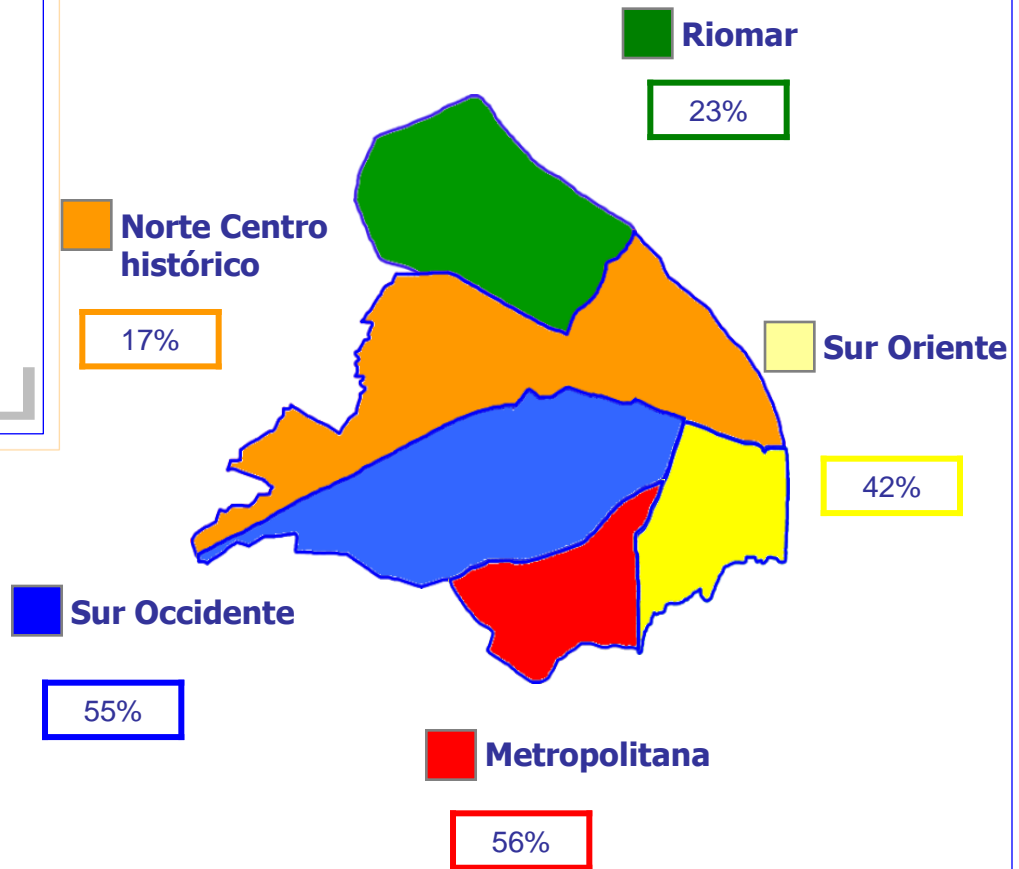 Riomar
23%
Norte Centro
histórico
17%
Sur Oriente
42%
Sur Occidente
55%
Metropolitana
56%